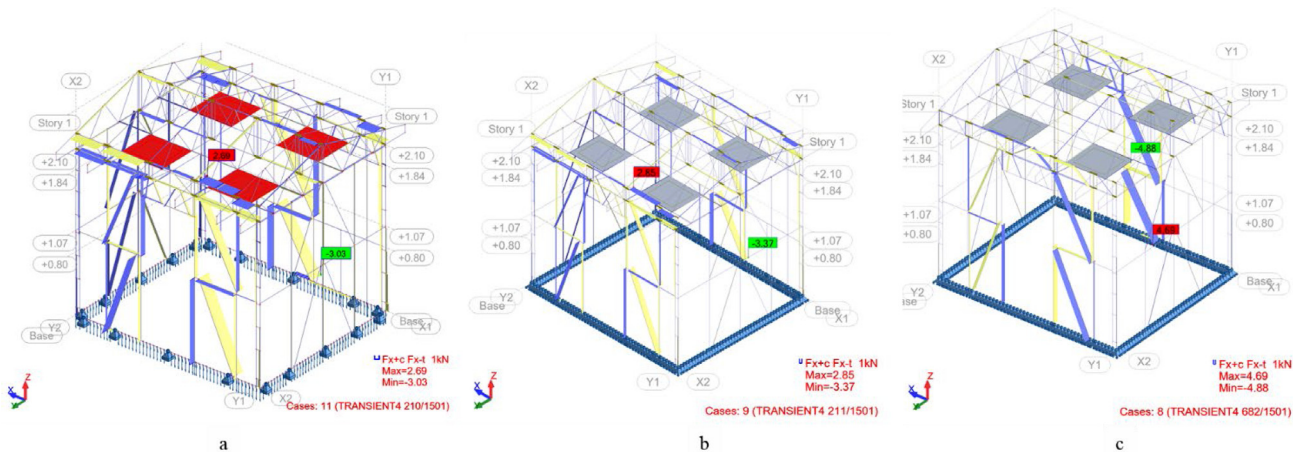 X2
Y1
Story 1
Story 1
+2.10
+1.84
+2.10
+1.84
+1.07
+0.80
+1.07
+0.80
-3.03
Base
Y2
Base
X1
Y1
X2
Fx+c Fx-t 1kN
Max=2.69
Min=-3.03
Cases: 11 (TRANSIENT4 210/1501)
Z
X
Y
a
X2
Y1
Story 1
Story 1
+2.10
+1.84
+2.10
+1.84
2.85
+1.07
+0.80
+1.07
+0.80
-3.37
Y2
Base
Base
X1
Y1
X2
Fx+c Fx-t 1kN
Max=2.85
Min=-3.37
Cases: 9 (TRANSIENT4 211/1501)
Z
X
Y
b
X2
Y1
Story 1
Story 1
+2.10
+1.84
+2.10
+1.84
-4.88
+1.07
+0.80
+1.07
+0.80
4.69
Y2
Base
X1
Y1
X2
Fx+c Fx-t 1kN
Max=4.69
Min=-4.88
Cases: 8 (TRANSIENT4 682/1501)
Z
X
Y
c